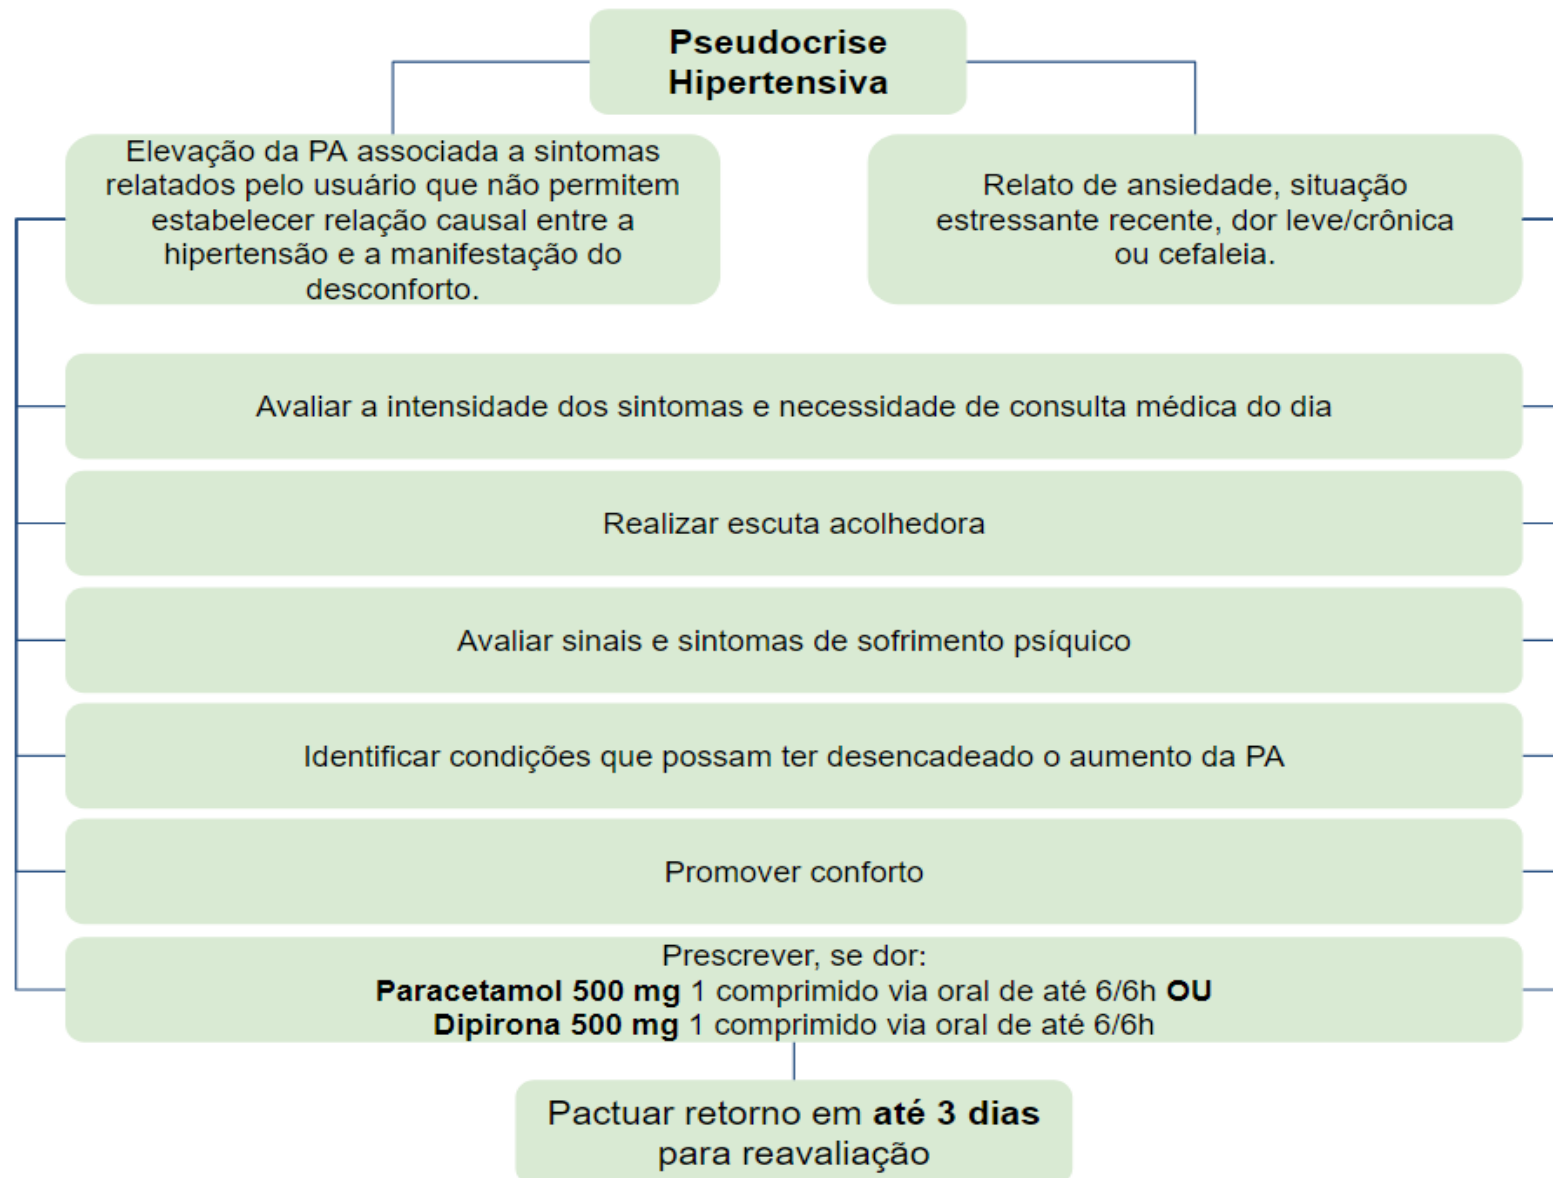 Pseudocrise
Hipertensiva
Elevação da PA associada a sintomas
relatados pelo usuário que não permitem
estabelecer relação causal entre a
hipertensão e a manifestação do
desconforto.
Relato de ansiedade, situação
estressante recente, dor leve/crônica
ou cefaleia.
Avaliar a intensidade dos sintomas e necessidade de consulta médica do dia
Realizar escuta acolhedora
Avaliar sinais e sintomas de sofrimento psíquico
Identificar condições que possam ter desencadeado o aumento da PA
Promover conforto
Prescrever, se dor:
Paracetamol 500 mg 1 comprimido via oral de até 6/6h OU
Dipirona 500 mg 1 comprimido via oral de até 6/6h
Pactuar retorno em até 3 dias
para reavaliação